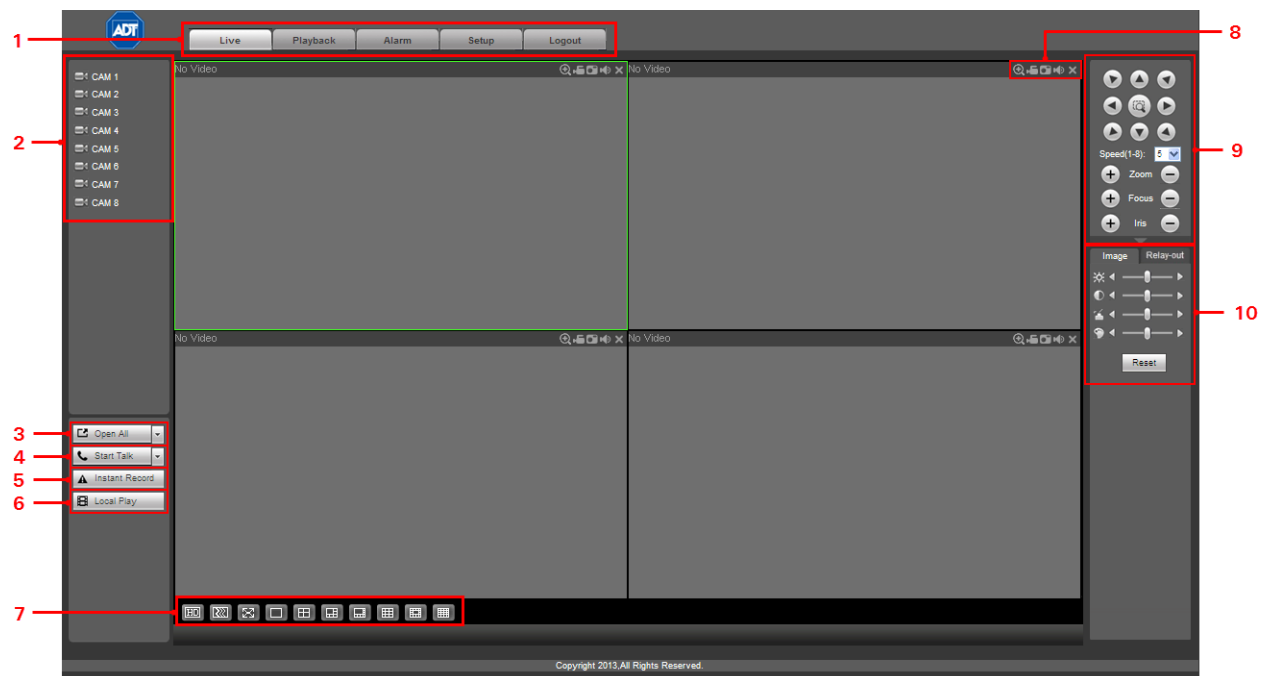 ADT
1
Live Playback Alarm Setup Logout
8
2
CAM 1
CAM 2
CAM 3
CAM 4
CAM 5
CAM 6
CAM 7
CAM 8
No Video
No Video
No Video
No Video
9
Speed(1-8): 5
Zoom
Focus
Iris
10
Image Relay-out
Reset
3 Open All
4 Start Talk
5 Instant Record
6 Local Play
7
Copyright 2013,All Rights Reserved.